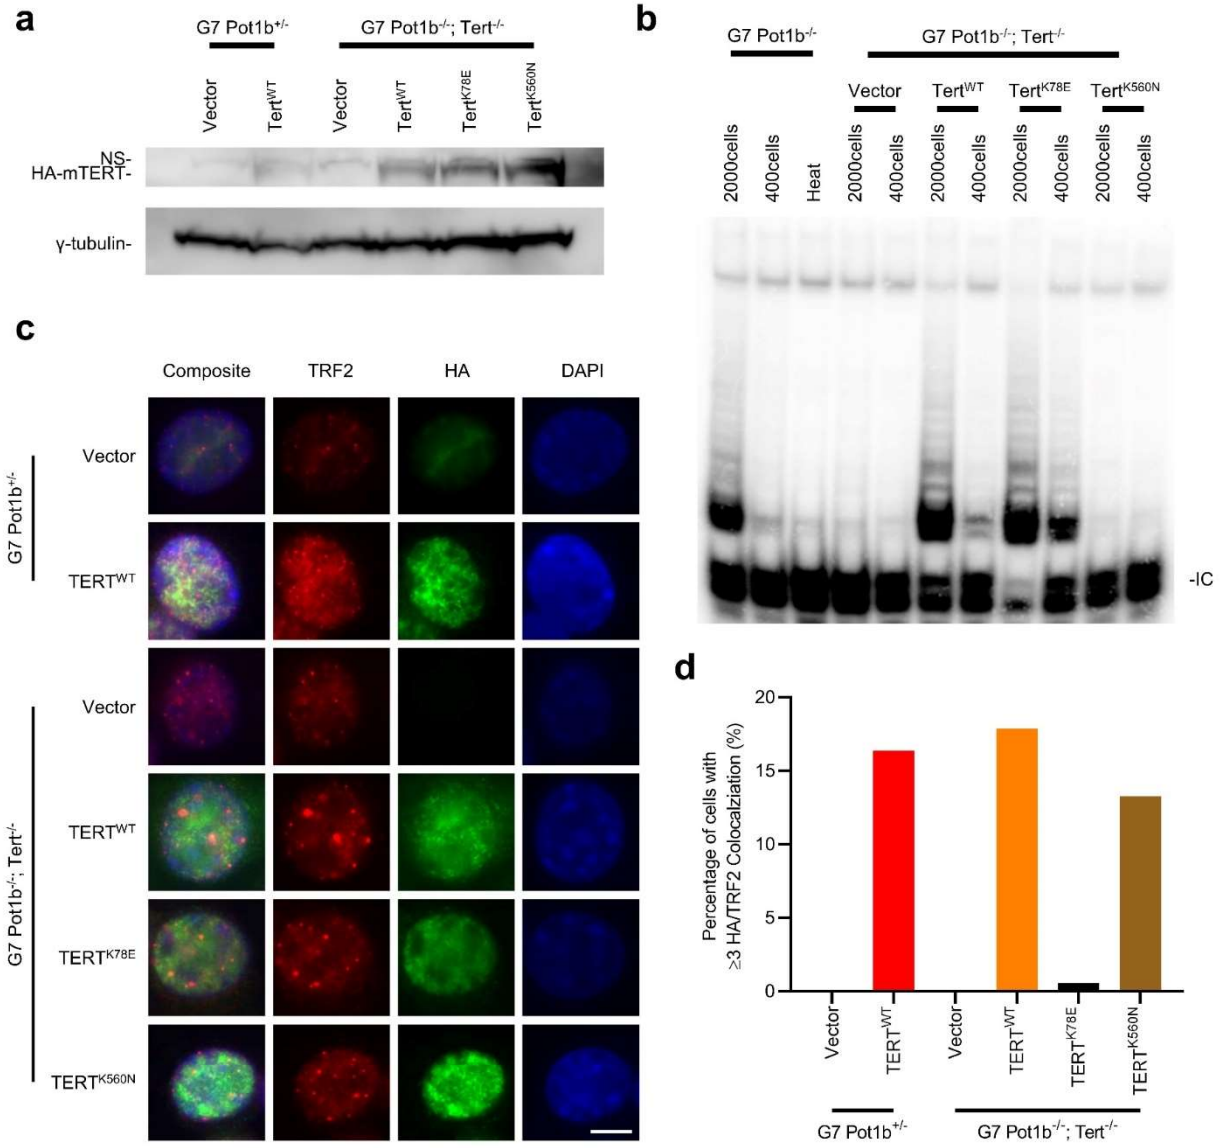 a
G7 Pot1b+/-
G7 Pot1b-/-; Tert-/-
Vector
TertWT
Vector
TertWT
TertK78E
TertK560N
NS-
HA-mTERT-
γ-tubulin-
b
G7 Pot1b-/-
G7 Pot1b-/-; Tert-/-
Vector
TertWT
TertK78E
TertK560N
2000cells
400cells
Heat
2000cells
400cells
2000cells
400cells
2000cells
400cells
2000cells
400cells
-IC
c
Composite
TRF2
HA
DAPI
G7 Pot1b+/-
Vector
TERTWT
G7 Pot1b-/-; Tert-/-
Vector
TERTWT
TERTK78E
TERTK560N
d
Percentage of cells with
≥3 HA/TRF2 Colocalziation (%)
20
15
10
5
0
Vector
TERTWT
Vector
TERTWT
TERTK78E
TERTK560N
G7 Pot1b+/-
G7 Pot1b-/-; Tert-/-